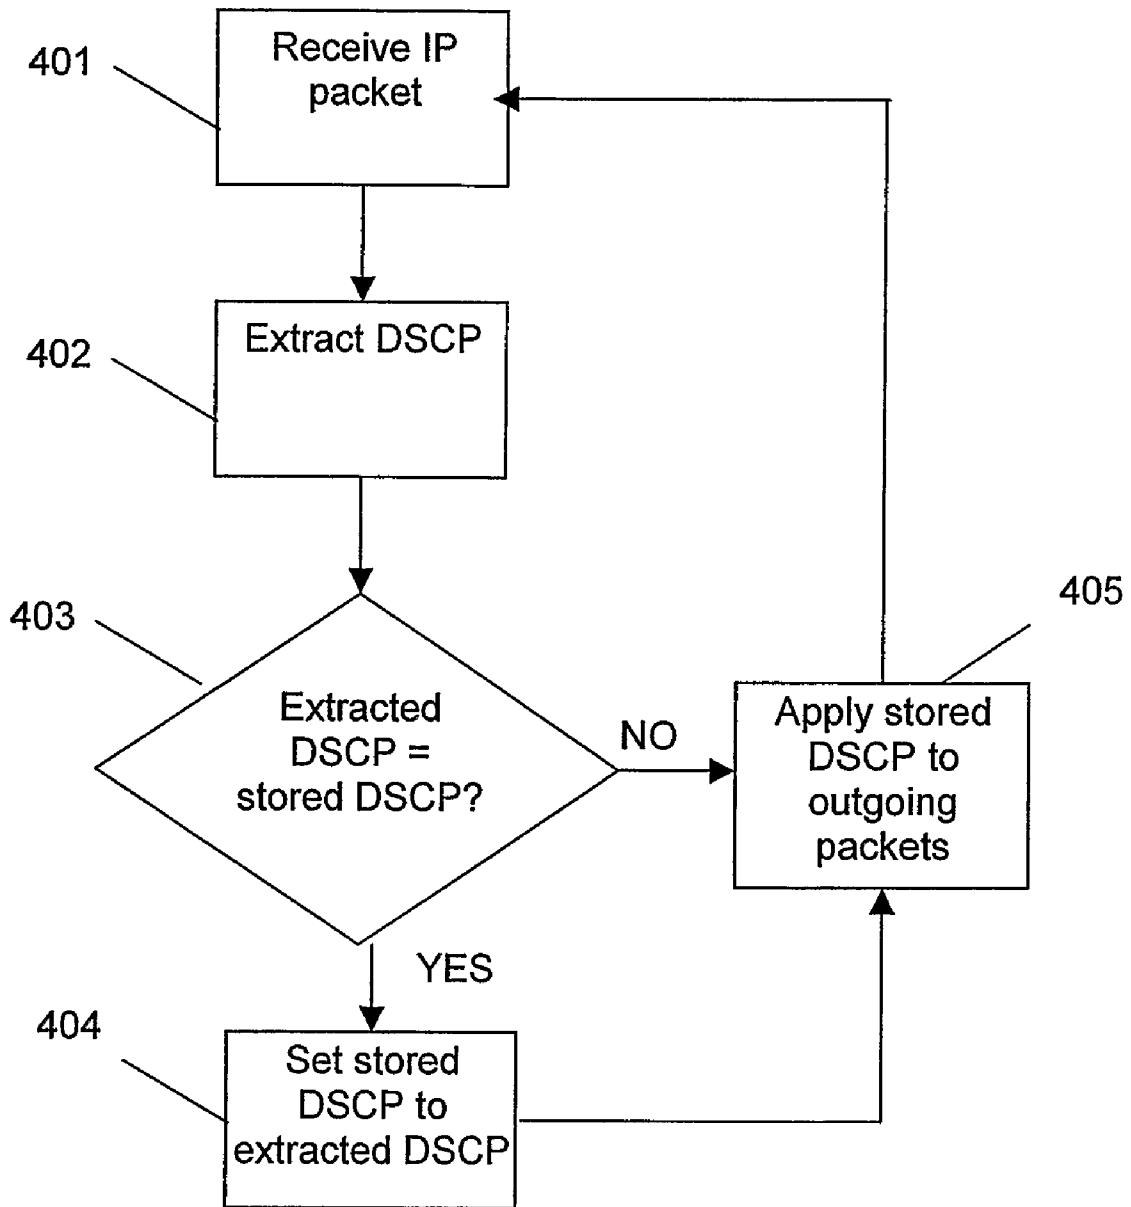 401
Receive IP
packet
402
Extract DSCP
403
Extracted
DSCP =
stored DSCP?
NO
405
Apply stored
DSCP to
outgoing
packets
YES
404
Set stored
DSCP to
extracted DSCP